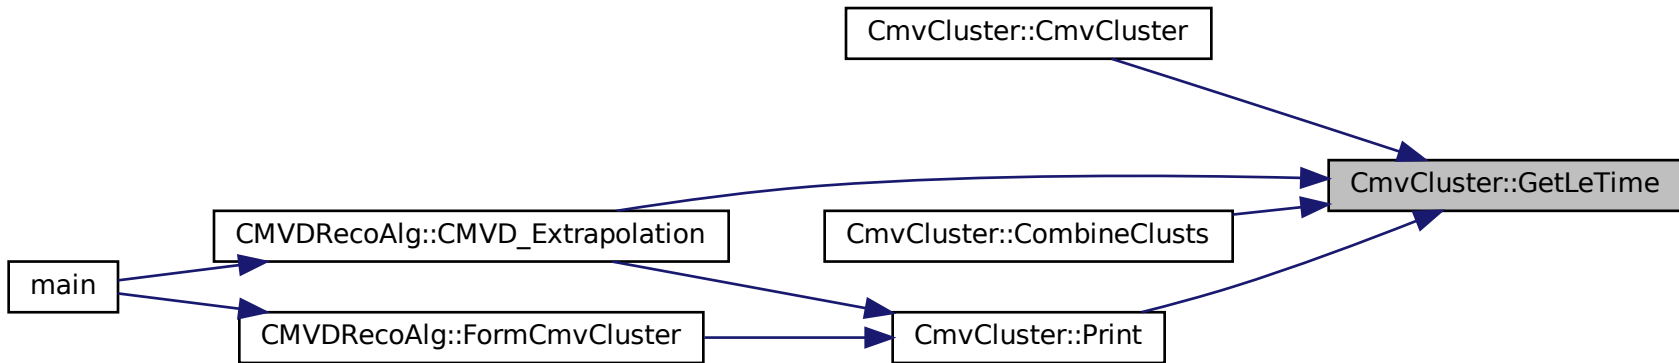 CmvCluster::CmvCluster
CmvCluster::GetLeTime
CMVDRecoAlg::CMVD_Extrapolation
CmvCluster::CombineClusts
main
CMVDRecoAlg::FormCmvCluster
CmvCluster::Print